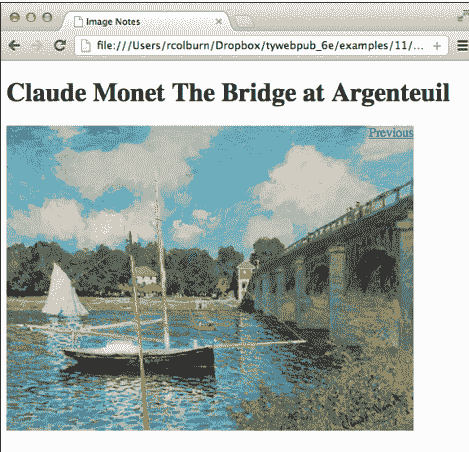 Image Notes
file:///Users/rcolburn/Dropbox/tywebpub_6e/examples/11/...
Claude Monet The Bridge at Argenteuil
Previous